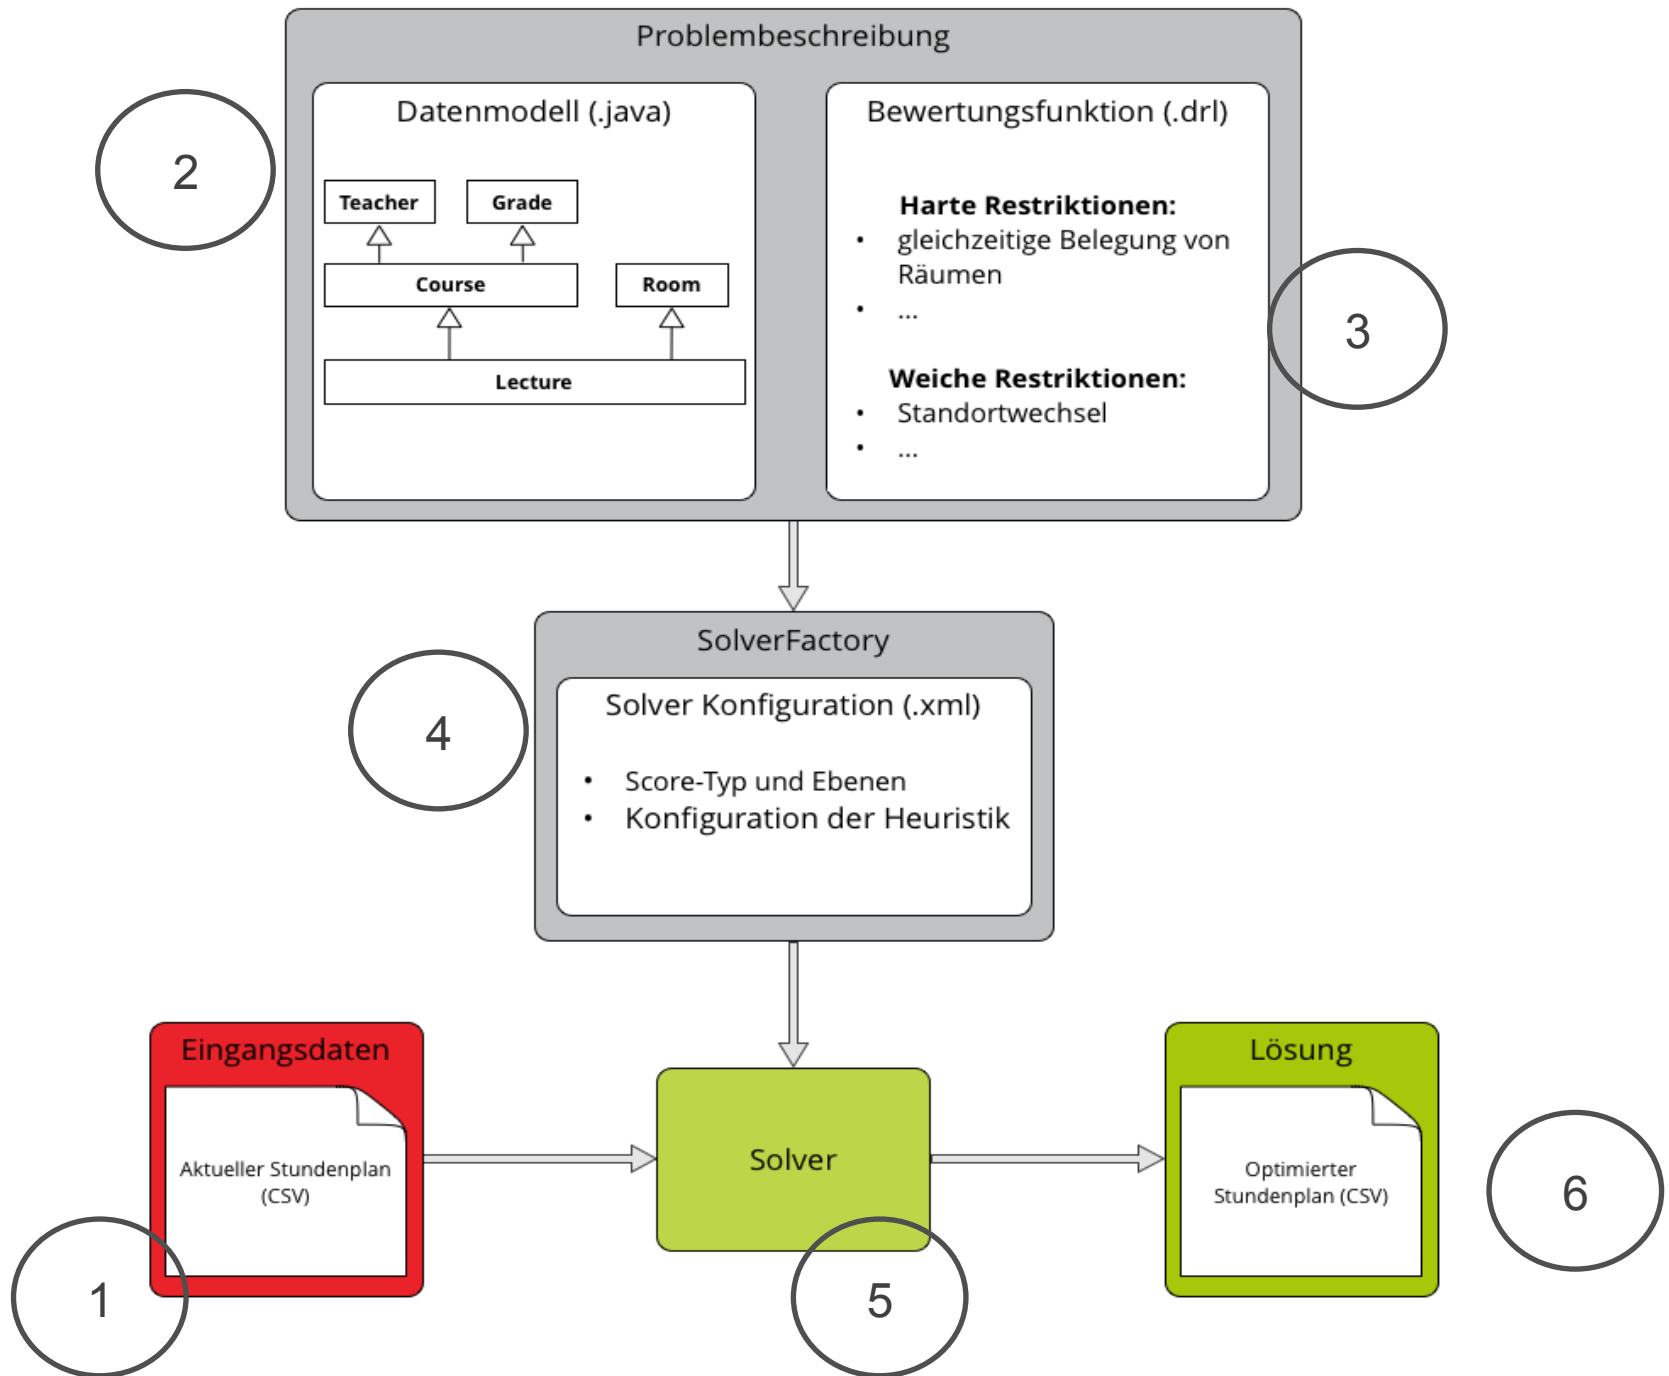 Problembeschreibung
Datenmodell (.java)
2
Teacher
Grade
Course
Room
Lecture
Bewertungsfunktion (.drl)
Harte Restriktionen:
• gleichzeitige Belegung von
Räumen
• ...
3
Weiche Restriktionen:
• Standortwechsel
• ...
SolverFactory
Solver Konfiguration (.xml)
4
• Score-Typ und Ebenen
• Konfiguration der Heuristik
Eingangsdaten
Aktueller Stundenplan
(CSV)
1
Solver
5
Lösung
Optimierter
Stundenplan (CSV)
6